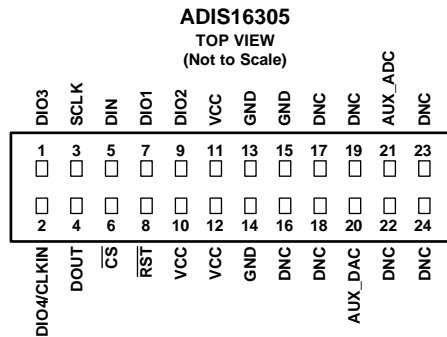 ADIS16305
TOP VIEW
(Not to Scale)
DIO3 SCLK DIN DIO1 DIO2 VCC GND GND DNC DNC AUX_ADC DNC
1 3 5 7 9 11 13 15 17 19 21 23
2 4 6 8 10 12 14 16 18 20 22 24
DIO4/CLKIN DOUT CS RST VCC VCC GND DNC DNC AUX_DAC DNC DNC